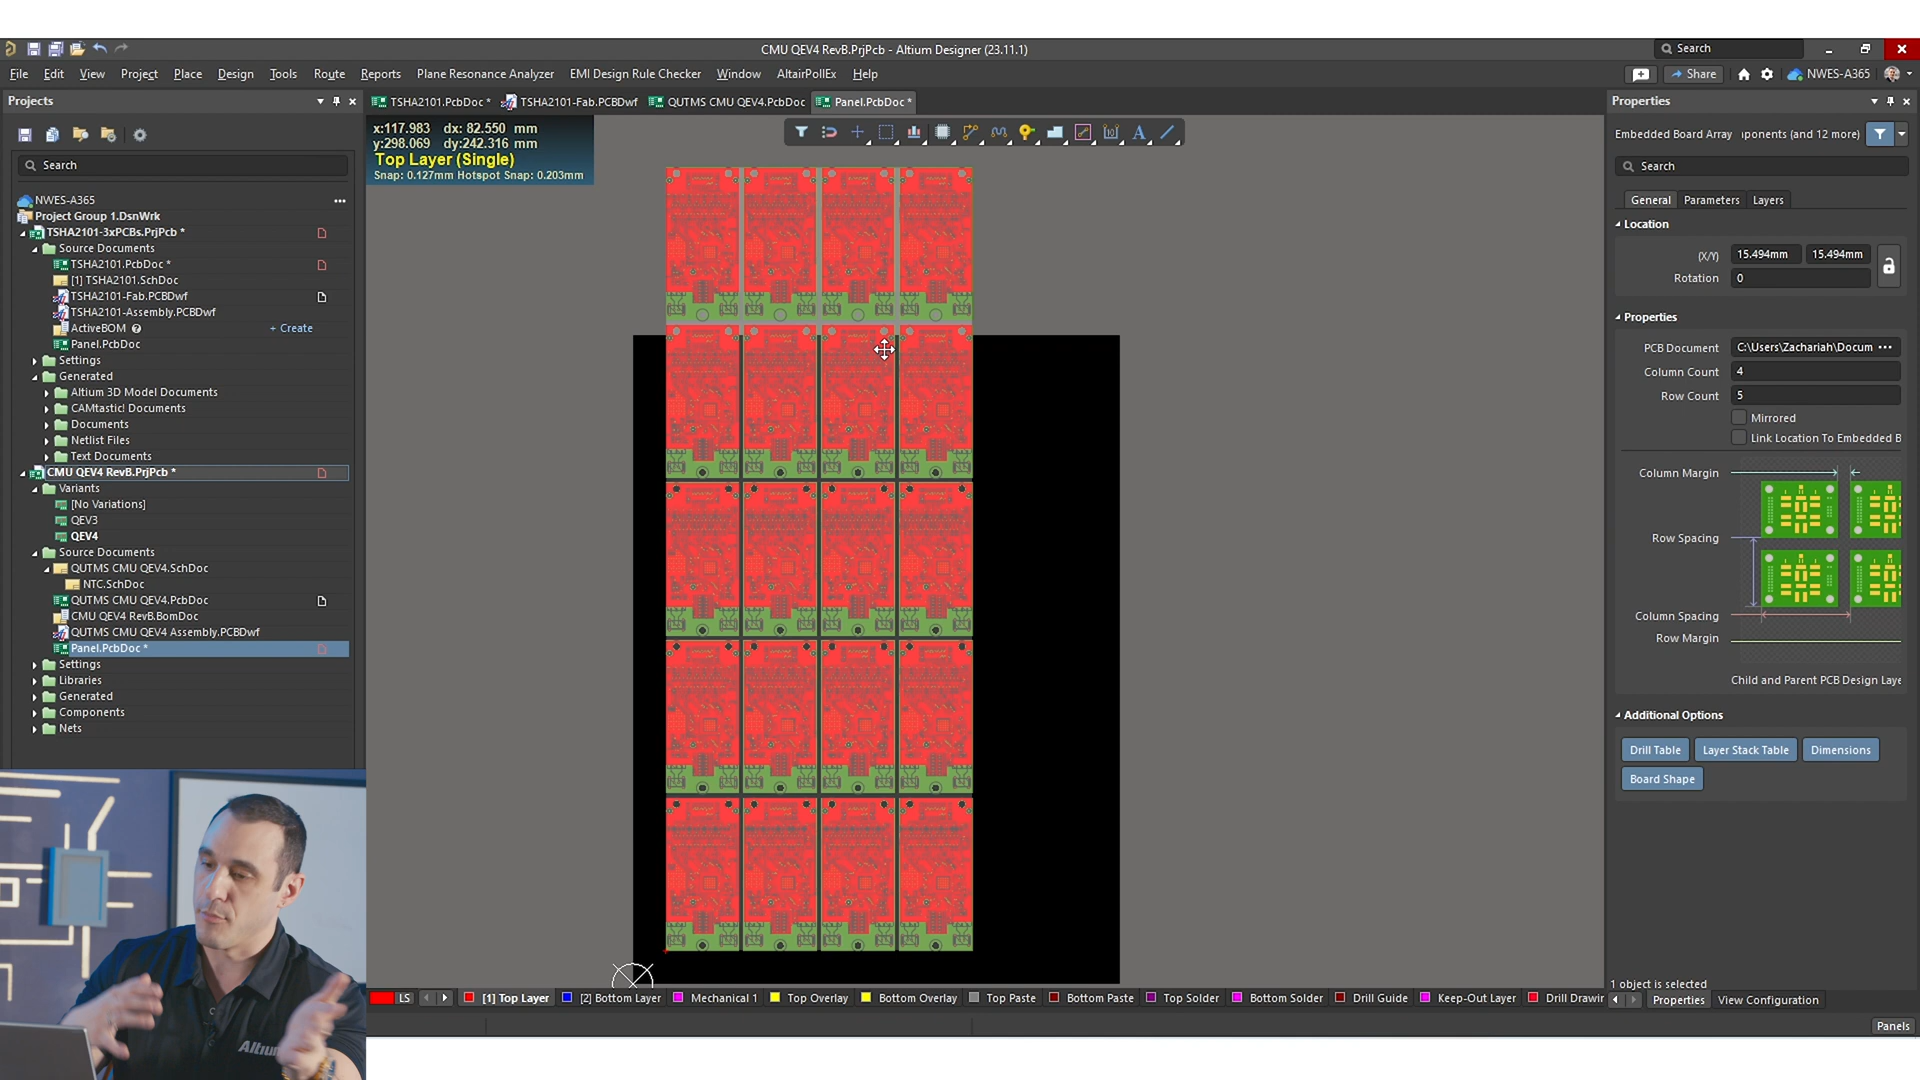 CMU QEV4 RevB.PrjPcb - Altium Designer (23.11.1)
Search
File Edit View Project Place Design Tools Route Reports Plane Resonance Analyzer EMI Design Rule Checker Window AltairPollEx Help
Share
NWES-A365
Projects
TSHA2101.PcbDoc *
TSHA2101-Fab.PCBDwf
QUTMS CMU QEV4.PcbDoc
Panel.PcbDoc *
Search
NWES-A365
Project Group 1.DsnWrk
TSHA2101-3xPCBs.PrjPcb *
Source Documents
TSHA2101.PcbDoc *
[1] TSHA2101.SchDoc
TSHA2101-Fab.PCBDwf
TSHA2101-Assembly.PCBDwf
ActiveBOM
+ Create
Panel.PcbDoc
Settings
Generated
Altium 3D Model Documents
CAMtastic! Documents
Documents
Netlist Files
Text Documents
CMU QEV4 RevB.PrjPcb *
Variants
[No Variations]
QEV3
QEV4
Source Documents
QUTMS CMU QEV4.SchDoc
NTC.SchDoc
QUTMS CMU QEV4.PcbDoc
CMU QEV4 RevB.BomDoc
QUTMS CMU QEV4 Assembly.PCBDwf
Panel.PcbDoc *
Settings
Libraries
Generated
Components
Nets
x:117.983 dx: 82.550 mm
y:298.069 dy:242.316 mm
Top Layer (Single)
Snap: 0.127mm Hotspot Snap: 0.203mm
Properties
Embedded Board Array
ponents (and 12 more)
Search
General
Parameters
Layers
Location
(X/Y) 15.494mm 15.494mm
Rotation 0
Properties
PCB Document C:\Users\Zachariah\Docum
Column Count 4
Row Count 5
Mirrored
Link Location To Embedded B
Column Margin
Row Spacing
Column Spacing
Row Margin
Child and Parent PCB Design Laye
Additional Options
Drill Table
Layer Stack Table
Dimensions
Board Shape
1 object is selected
Properties
View Configuration
Panels
LS
[1] Top Layer
[2] Bottom Layer
Mechanical 1
Top Overlay
Bottom Overlay
Top Paste
Bottom Paste
Top Solder
Bottom Solder
Drill Guide
Keep-Out Layer
Drill Drawin
Altium